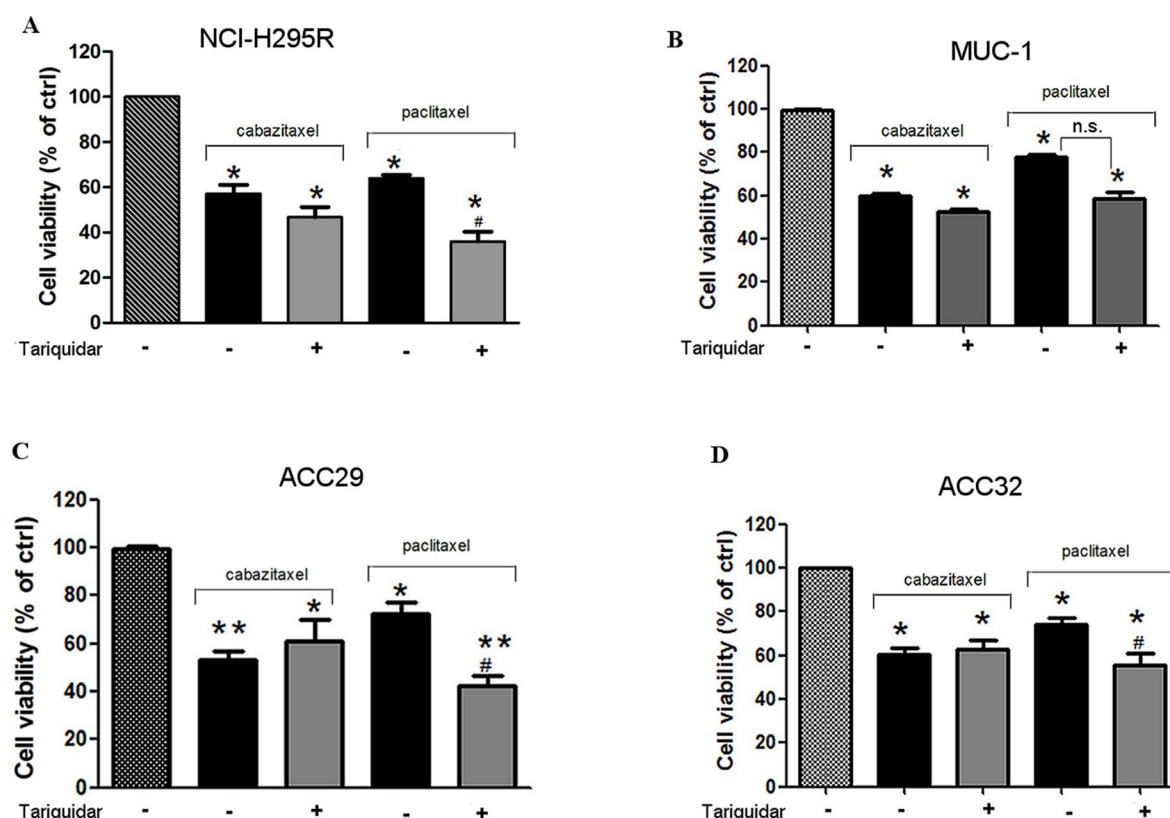 A
NCI-H295R
Cell viability (% of ctrl)
120
100
80
60
40
20
0
cabazitaxel
paclitaxel
*
*
*
*
#
Tariquidar - - + - +
B
MUC-1
Cell viability (% of ctrl)
120
100
80
60
40
20
0
cabazitaxel
paclitaxel
n.s.
*
*
*
*
Tariquidar - - + - +
C
ACC29
Cell viability (% of ctrl)
120
100
80
60
40
20
0
cabazitaxel
paclitaxel
**
*
*
**
#
Tariquidar - - + - +
D
ACC32
Cell viability (% of ctrl)
120
100
80
60
40
20
0
cabazitaxel
paclitaxel
*
*
*
*
#
Tariquidar - - + - +